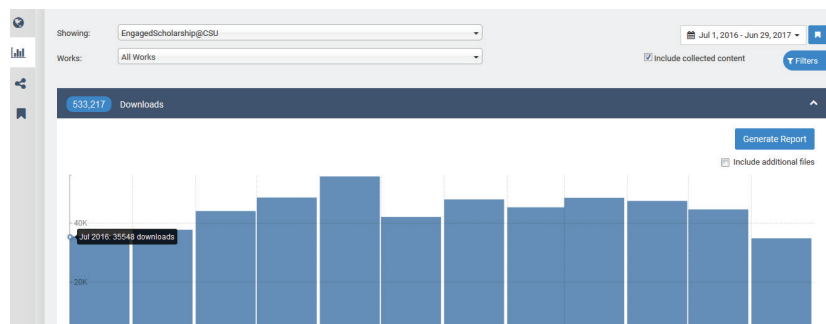 Showing: EngagedScholarship@CSU Jul 1, 2016 - Jun 29, 2017
Works: All Works Include collected content Filters
533,217 Downloads
Generate Report
Include additional files
40K
Jul 2016: 35548 downloads
20K